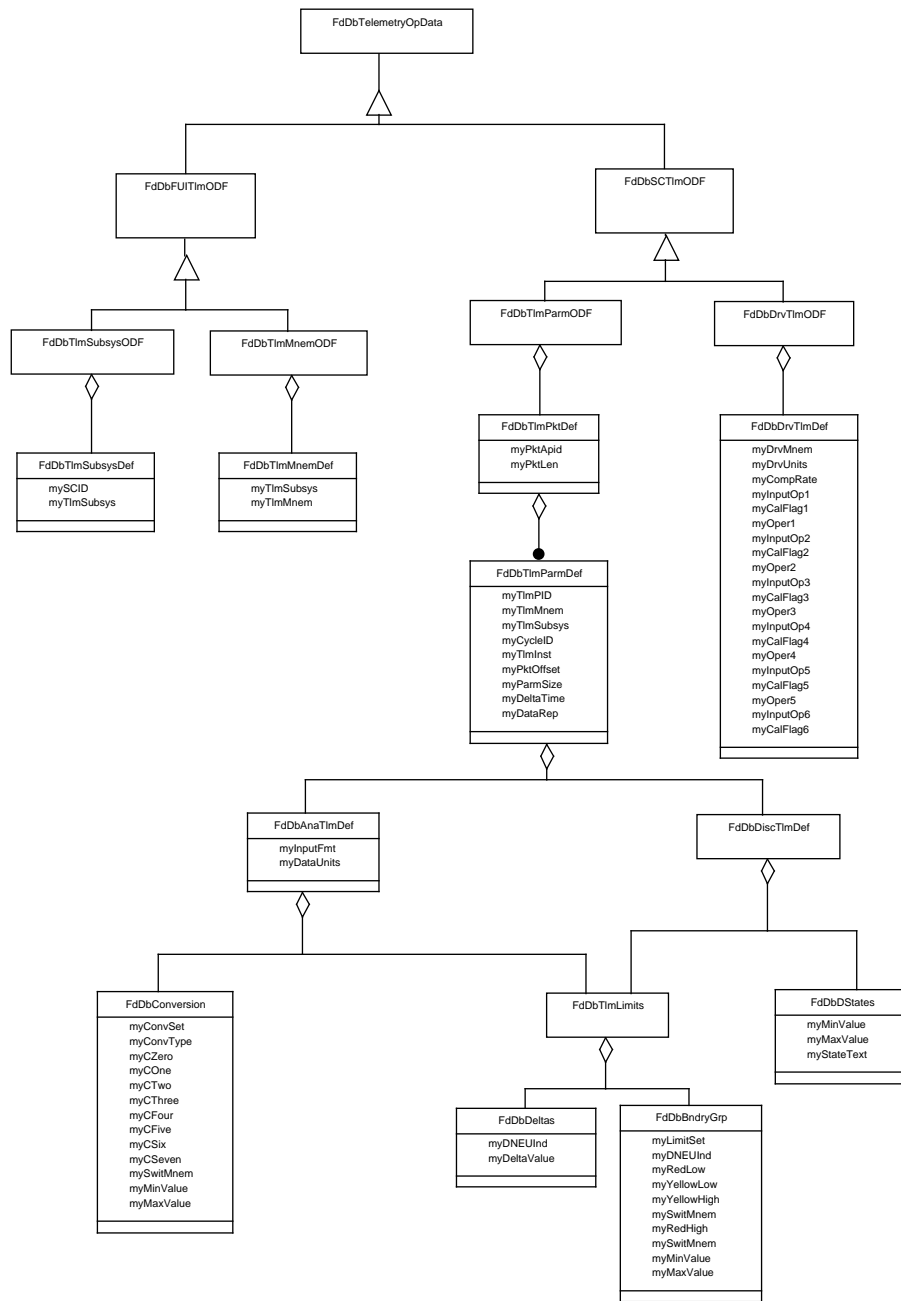 FdDbTelemetryOpData
FdDbFUITlmODF
FdDbSCTlmODF
FdDbTlmSubsysODF
FdDbTlmMnemODF
FdDbTlmParmODF
FdDbDrvTlmODF
FdDbTlmSubsysDef
mySCID
myTlmSubsys
FdDbTlmMnemDef
myTlmSubsys
myTlmMnem
FdDbTlmPktDef
myPktApid
myPktLen
FdDbDrvTlmDef
myDrvMnem
myDrvUnits
myCompRate
myInputOp1
myCalFlag1
myOper1
myInputOp2
myCalFlag2
myOper2
myInputOp3
myCalFlag3
myOper3
myInputOp4
myCalFlag4
myOper4
myInputOp5
myCalFlag5
myOper5
myInputOp6
myCalFlag6
FdDbTlmParmDef
myTlmPID
myTlmMnem
myTlmSubsys
myCycleID
myTlmInst
myPktOffset
myParmSize
myDeltaTime
myDataRep
FdDbAnaTlmDef
myInputFmt
myDataUnits
FdDbDiscTlmDef
FdDbConversion
myConvSet
myConvType
myCZero
myCOne
myCTwo
myCThree
myCFour
myCFive
myCSix
myCSeven
mySwitMnem
myMinValue
myMaxValue
FdDbTlmLimits
FdDbDStates
myMinValue
myMaxValue
myStateText
FdDbDeltas
myDNEUInd
myDeltaValue
FdDbBndryGrp
myLimitSet
myDNEUInd
myRedLow
myYellowLow
myYellowHigh
mySwitMnem
myRedHigh
mySwitMnem
myMinValue
myMaxValue